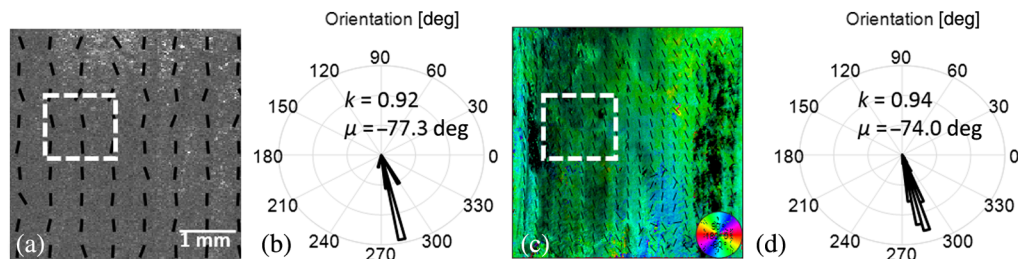 (a)
1 mm
Orientation [deg]
90
120
60
150
30
180
0
210
330
240
300
270
k = 0.92
μ = –77.3 deg
(b)
(c)
Orientation [deg]
90
120
60
150
30
180
0
210
330
240
300
270
k = 0.94
μ = –74.0 deg
(d)